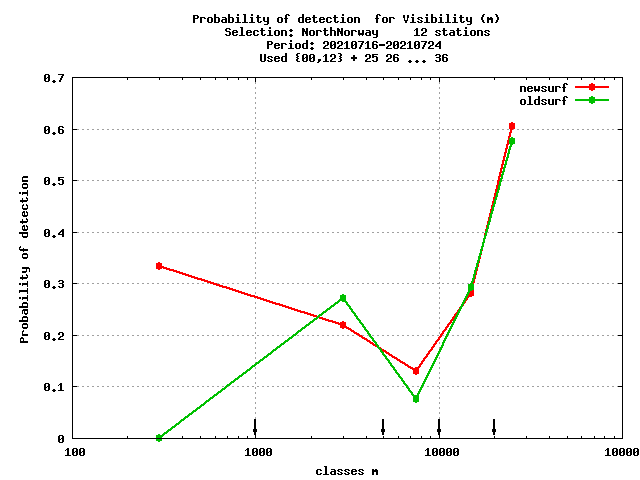 Probability of detection  for Visibility (m)
Selection: NorthNorway     12 stations
Period: 20210716-20210724
Used {00,12} + 25 26 ... 36
newsurf
oldsurf
0.7
0.6
0.5
0.4
0.3
0.2
0.1
0
Probability of detection
100 1000 10000 10000
classes m